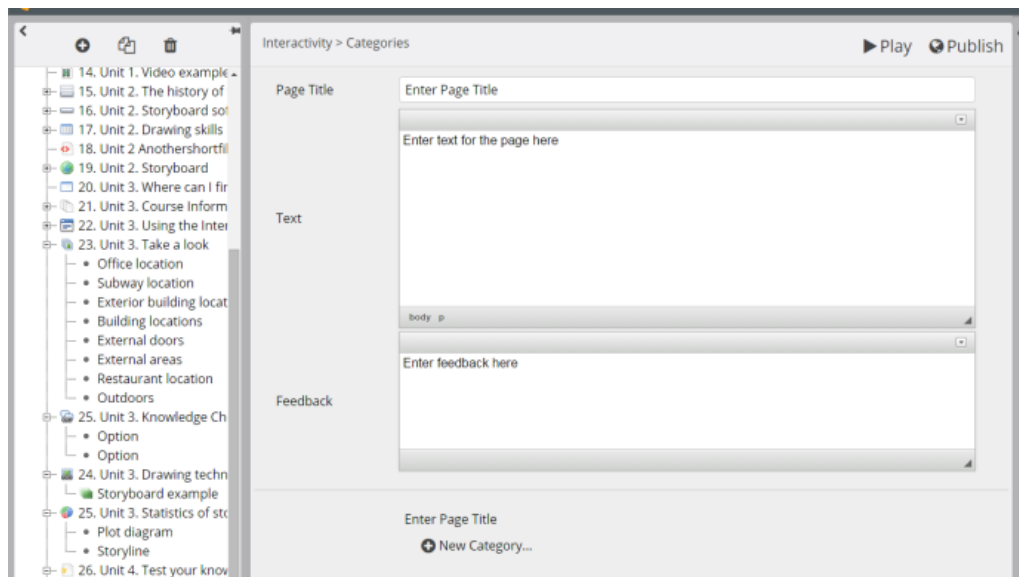 Interactivity > Categories
Play Publish
14. Unit 1. Video example
15. Unit 2. The history of
16. Unit 2. Storyboard sof
17. Unit 2. Drawing skills
18. Unit 2 Anothershortfil
19. Unit 2. Storyboard
20. Unit 3. Where can I fir
21. Unit 3. Course Inform
22. Unit 3. Using the Inter
23. Unit 3. Take a look
Office location
Subway location
Exterior building locat
Building locations
External doors
External areas
Restaurant location
Outdoors
25. Unit 3. Knowledge Ch
Option
Option
24. Unit 3. Drawing techn
Storyboard example
25. Unit 3. Statistics of sto
Plot diagram
Storyline
26. Unit 4. Test your know
Page Title
Enter Page Title
Text
Enter text for the page here
body p
Feedback
Enter feedback here
Enter Page Title
New Category...